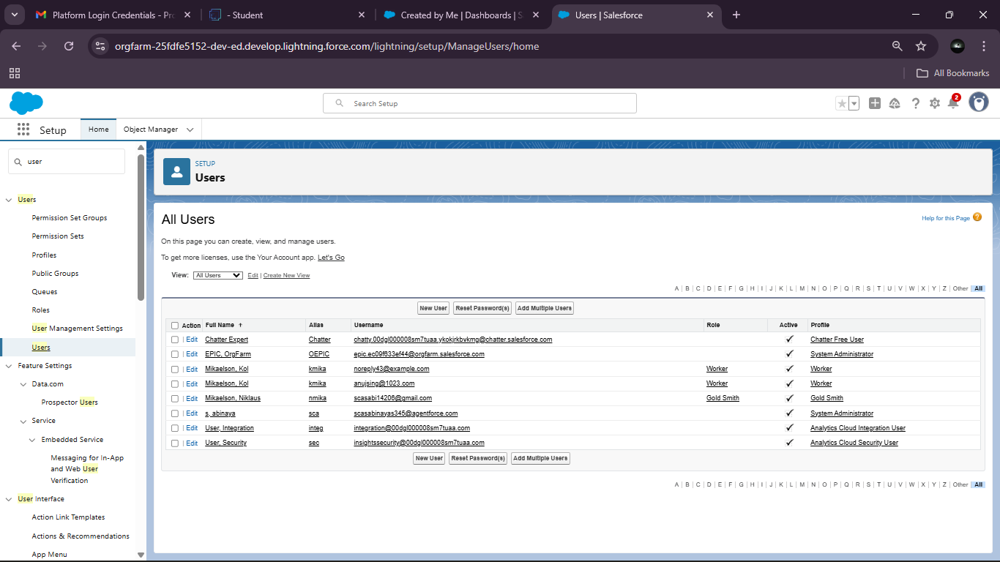 Platform Login Credentials - Pro
- Student
Created by Me | Dashboards | S
Users | Salesforce
orgfarm-25fdfe5152-dev-ed.develop.lightning.force.com/lightning/setup/ManageUsers/home
All Bookmarks
Search Setup
2
Setup
Home
Object Manager
user
Users
Permission Set Groups
Permission Sets
Profiles
Public Groups
Queues
Roles
User Management Settings
Users
Feature Settings
Data.com
Prospector Users
Service
Embedded Service
Messaging for In-App
and Web User
Verification
User Interface
Action Link Templates
Actions & Recommendations
App Menu
SETUP
Users
All Users
Help for this Page ?
On this page you can create, view, and manage users.
To get more licenses, use the Your Account app. Let's Go
View: All Users Edit | Create New View
A | B | C | D | E | F | G | H | I | J | K | L | M | N | O | P | Q | R | S | T | U | V | W | X | Y | Z | Other All
New User Reset Password(s) Add Multiple Users
Action Full Name ↑ Alias Username Role Active Profile
| Edit Chatter Expert Chatter chatty.00dgl000008sm7tuaa.ykokjrkbvkmg@chatter.salesforce.com ✓ Chatter Free User
| Edit EPIC, OrgFarm OEPIC epic.ec09f633ef44@orgfarm.salesforce.com ✓ System Administrator
| Edit Mikaelson, Kol kmika noreply43@example.com Worker ✓ Worker
| Edit Mikaelson, Kol kmika anujsing@1023.com Worker ✓ Worker
| Edit Mikaelson, Niklaus nmika scasabi14206@gmail.com Gold Smith ✓ Gold Smith
| Edit s, abinaya sca scasabinayas345@agentforce.com ✓ System Administrator
| Edit User, Integration integ integration@00dgl000008sm7tuaa.com ✓ Analytics Cloud Integration User
| Edit User, Security sec insightssecurity@00dgl000008sm7tuaa.com ✓ Analytics Cloud Security User
New User Reset Password(s) Add Multiple Users
A | B | C | D | E | F | G | H | I | J | K | L | M | N | O | P | Q | R | S | T | U | V | W | X | Y | Z | Other All